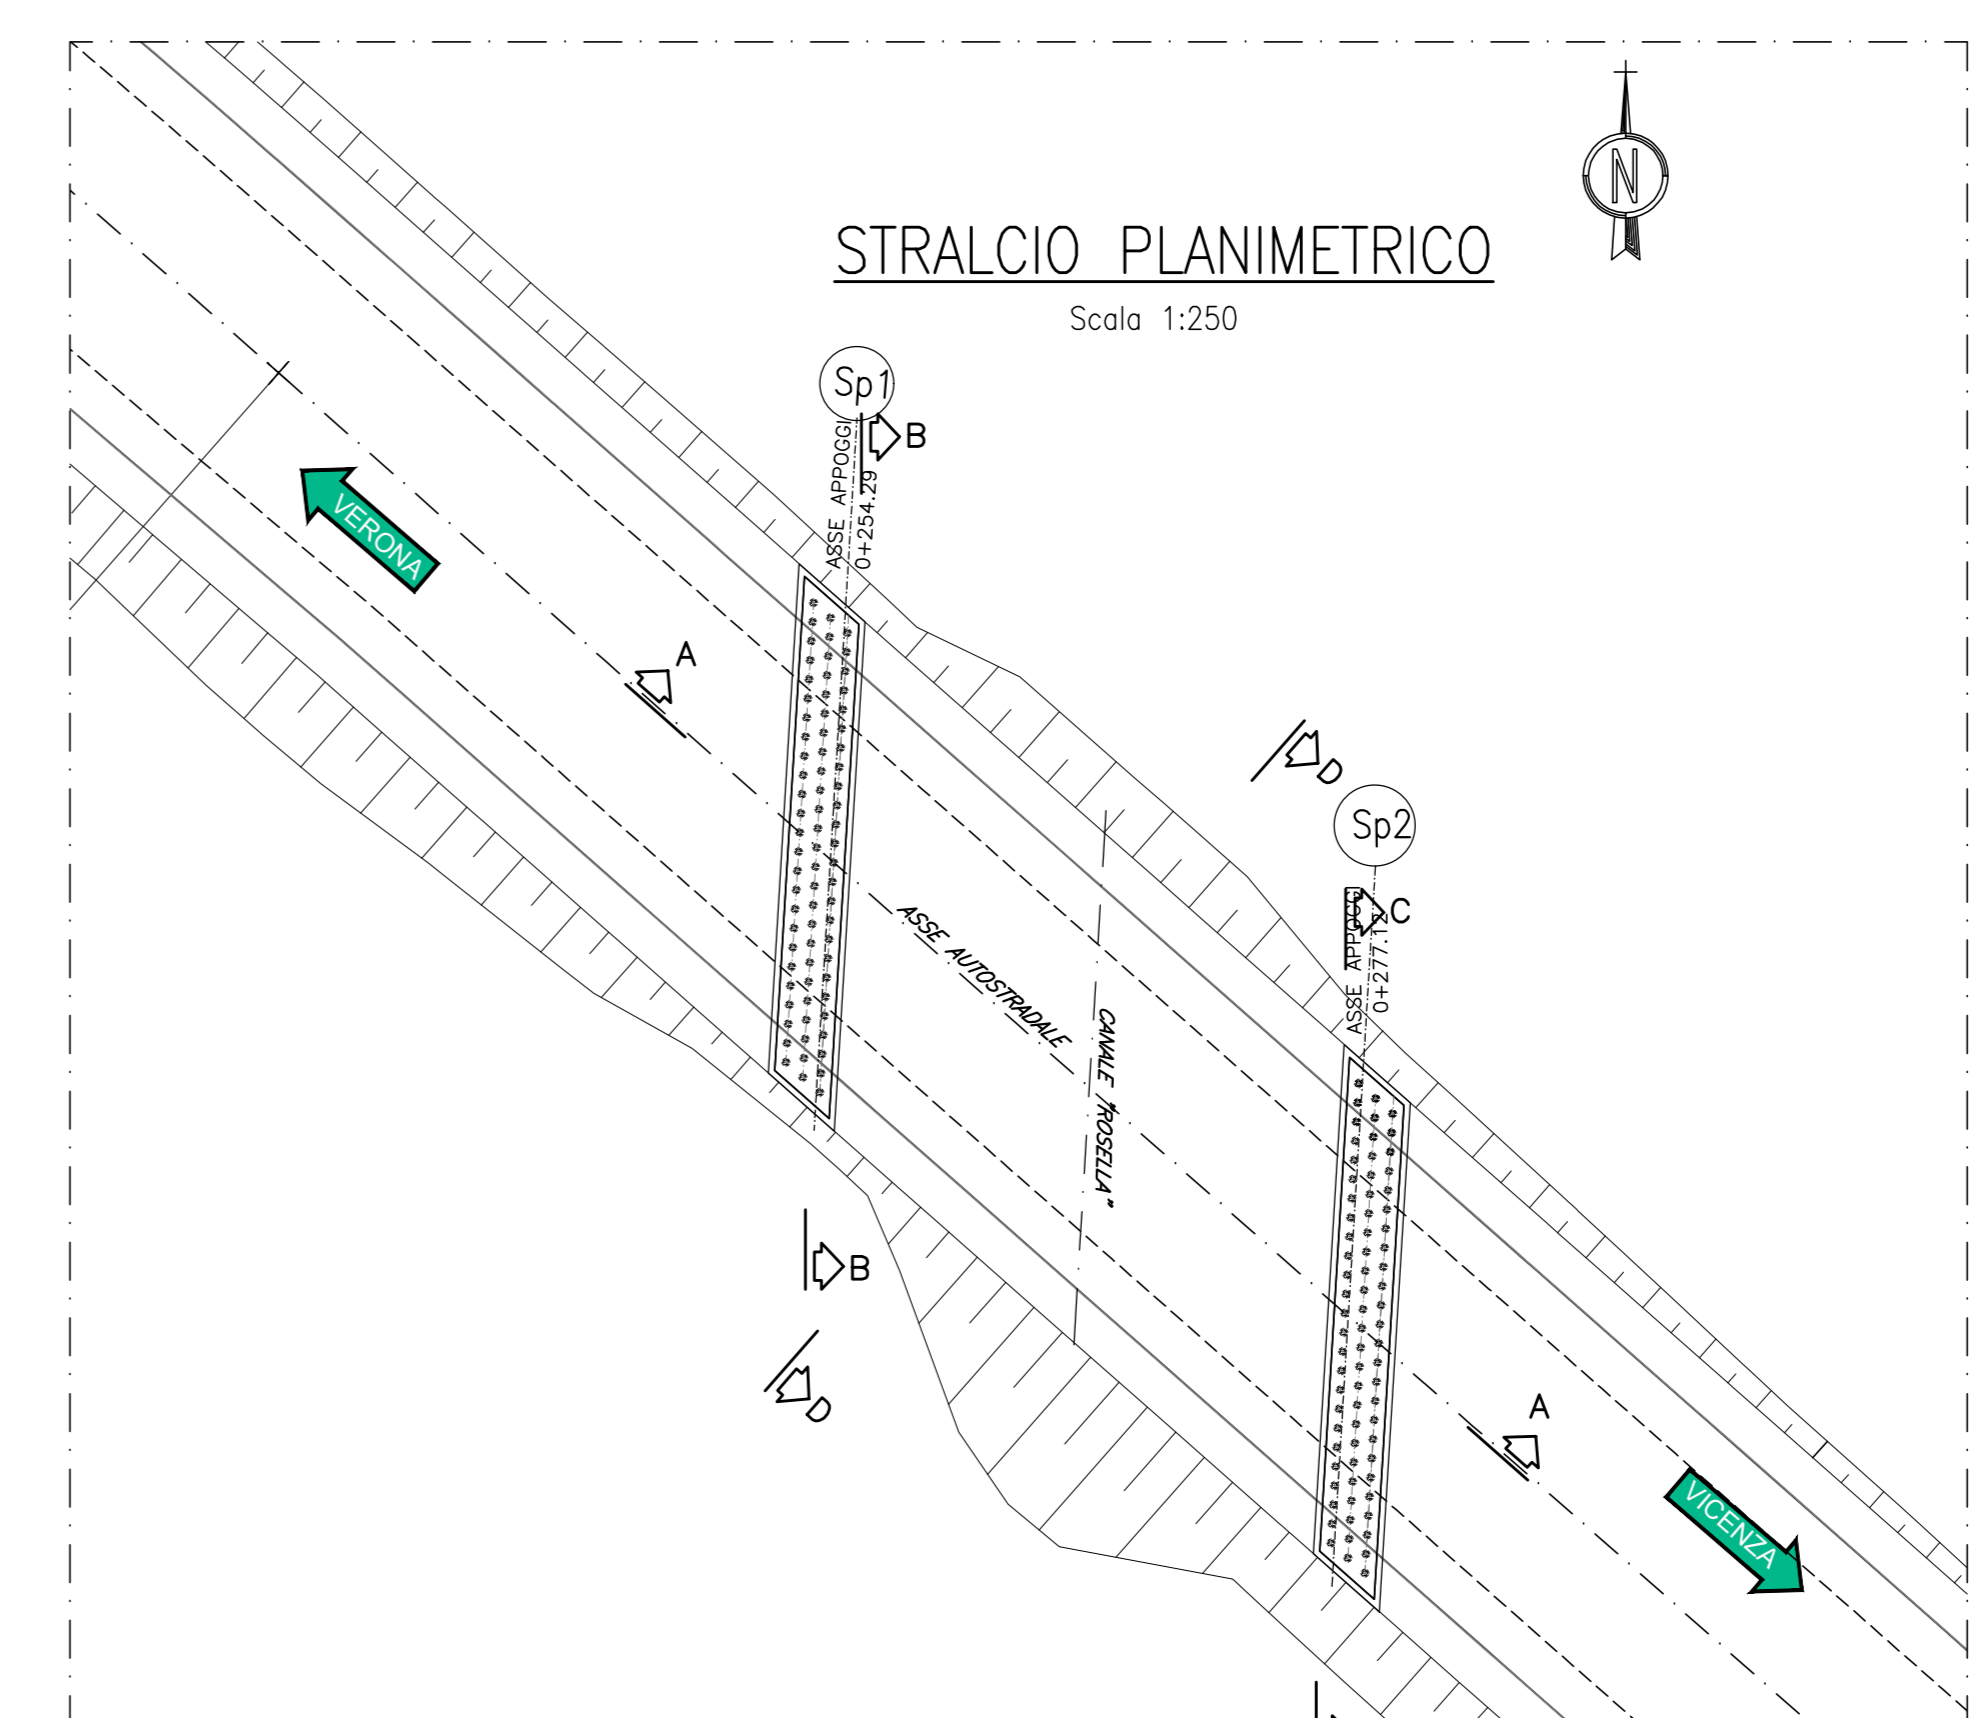 N
STRALCIO PLANIMETRICO
Scala 1:250
Sp1
B
ASSE APPOGGI
0+254.29
VERONA
A
D
Sp2
C
ASSE APPOGGI
0+277.12
ASSE AUTOSTRADALE
CANALE "ROSELLA"
B
D
A
VICENZA